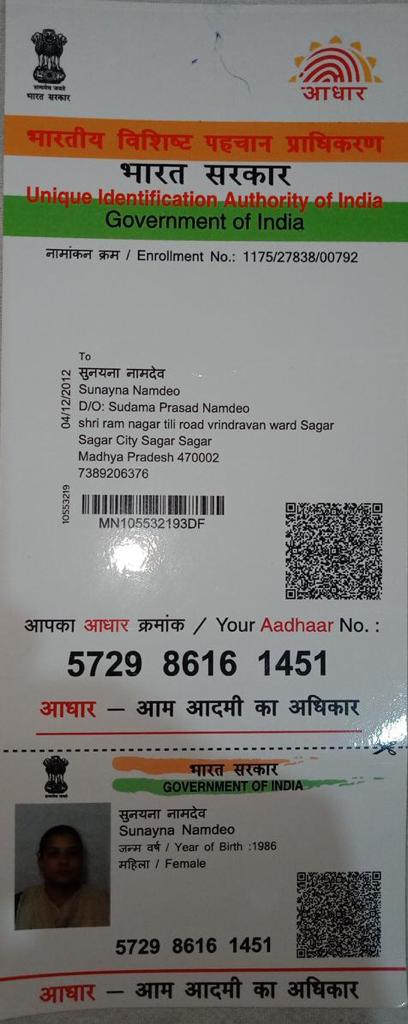 सत्यमेव जयते
भारत सरकार
आधार
भारतीय विशिष्ट पहचान प्राधिकरण
भारत सरकार
Unique Identification Authority of India
Government of India
नामांकन क्रम / Enrollment No.: 1175/27838/00792
To
सुनयना नामदेव
Sunayna Namdeo
D/O: Sudama Prasad Namdeo
shri ram nagar tili road vrindravan ward Sagar
Sagar City Sagar Sagar
Madhya Pradesh 470002
7389206376
04/12/2012
10553219
MN105532193DF
आपका आधार क्रमांक / Your Aadhaar No. :
5729 8616 1451
आधार – आम आदमी का अधिकार
भारत सरकार
GOVERNMENT OF INDIA
सुनयना नामदेव
Sunayna Namdeo
जन्म वर्ष / Year of Birth :1986
महिला / Female
5729 8616 1451
आधार – आम आदमी का अधिकार